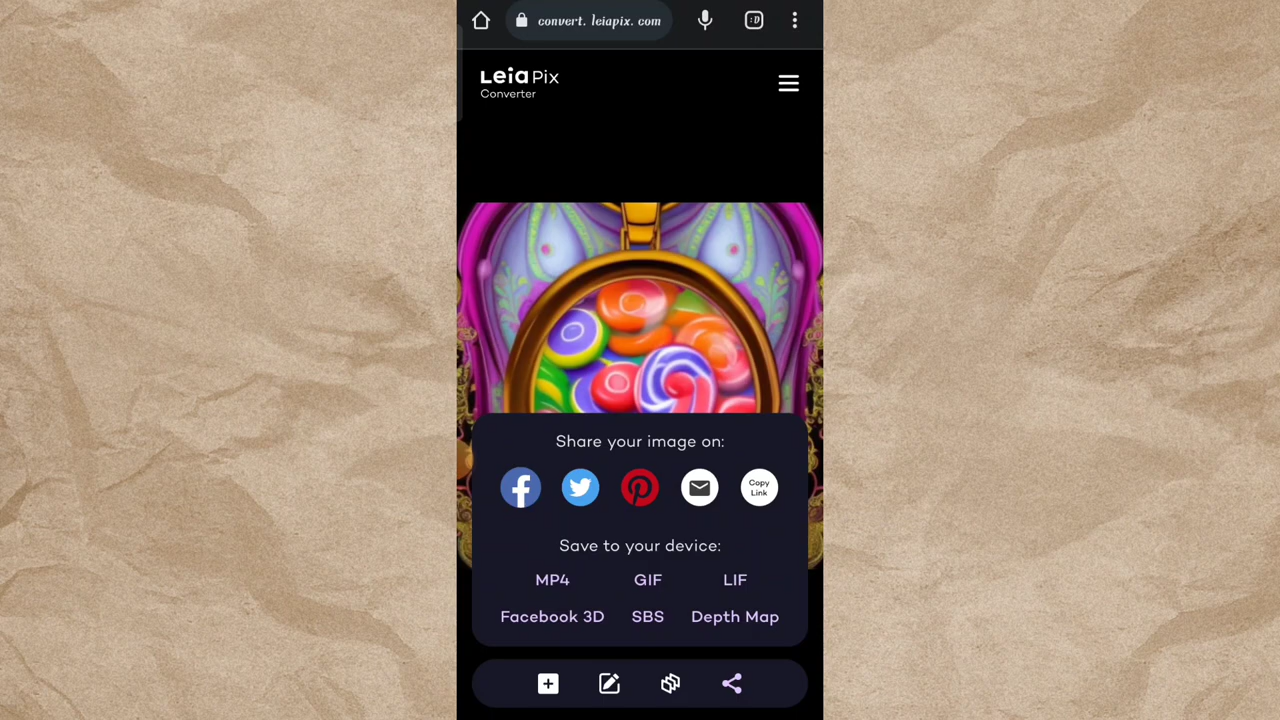 convert. leiapix. com
:D
Leia Pix
Converter
Share your image on:
Copy
Link
Save to your device:
MP4 GIF LIF
Facebook 3D SBS Depth Map